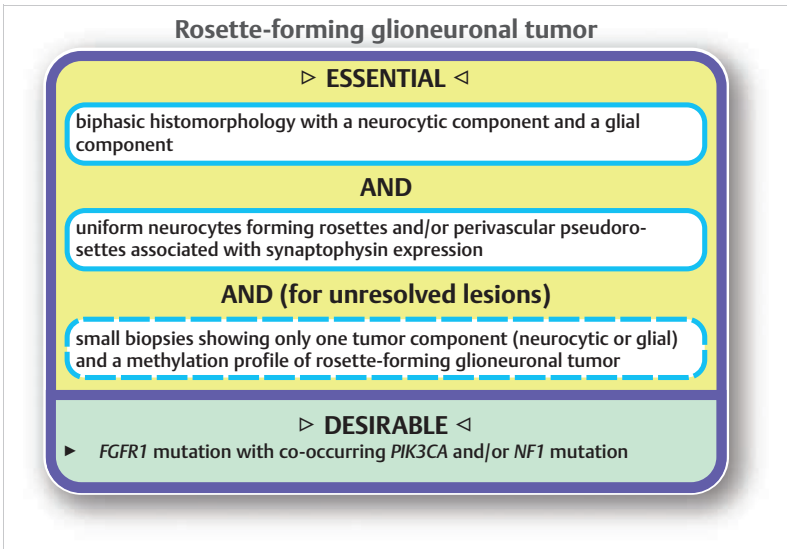 Rosette-forming glioneuronal tumor
▷ ESSENTIAL ◁
biphasic histomorphology with a neurocytic component and a glial
component
AND
uniform neurocytes forming rosettes and/or perivascular pseudoro-
settes associated with synaptophysin expression
AND (for unresolved lesions)
small biopsies showing only one tumor component (neurocytic or glial)
and a methylation profile of rosette-forming glioneuronal tumor
▷ DESIRABLE ◁
► FGFR1 mutation with co-occurring PIK3CA and/or NF1 mutation